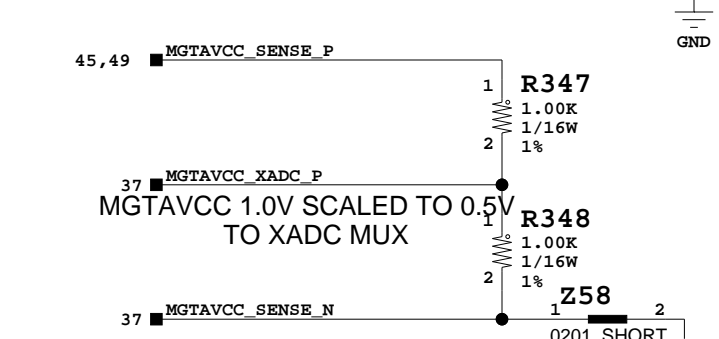 GND
45,49 MGTAVCC_SENSE_P
1 R347
1.00K
1/16W
2 1%
37 MGTAVCC_XADC_P
MGTAVCC 1.0V SCALED TO 0.5V
TO XADC MUX
1 R348
1.00K
1/16W
2 1%
Z58
1 2
37 MGTAVCC_SENSE_N
0201 SHORT